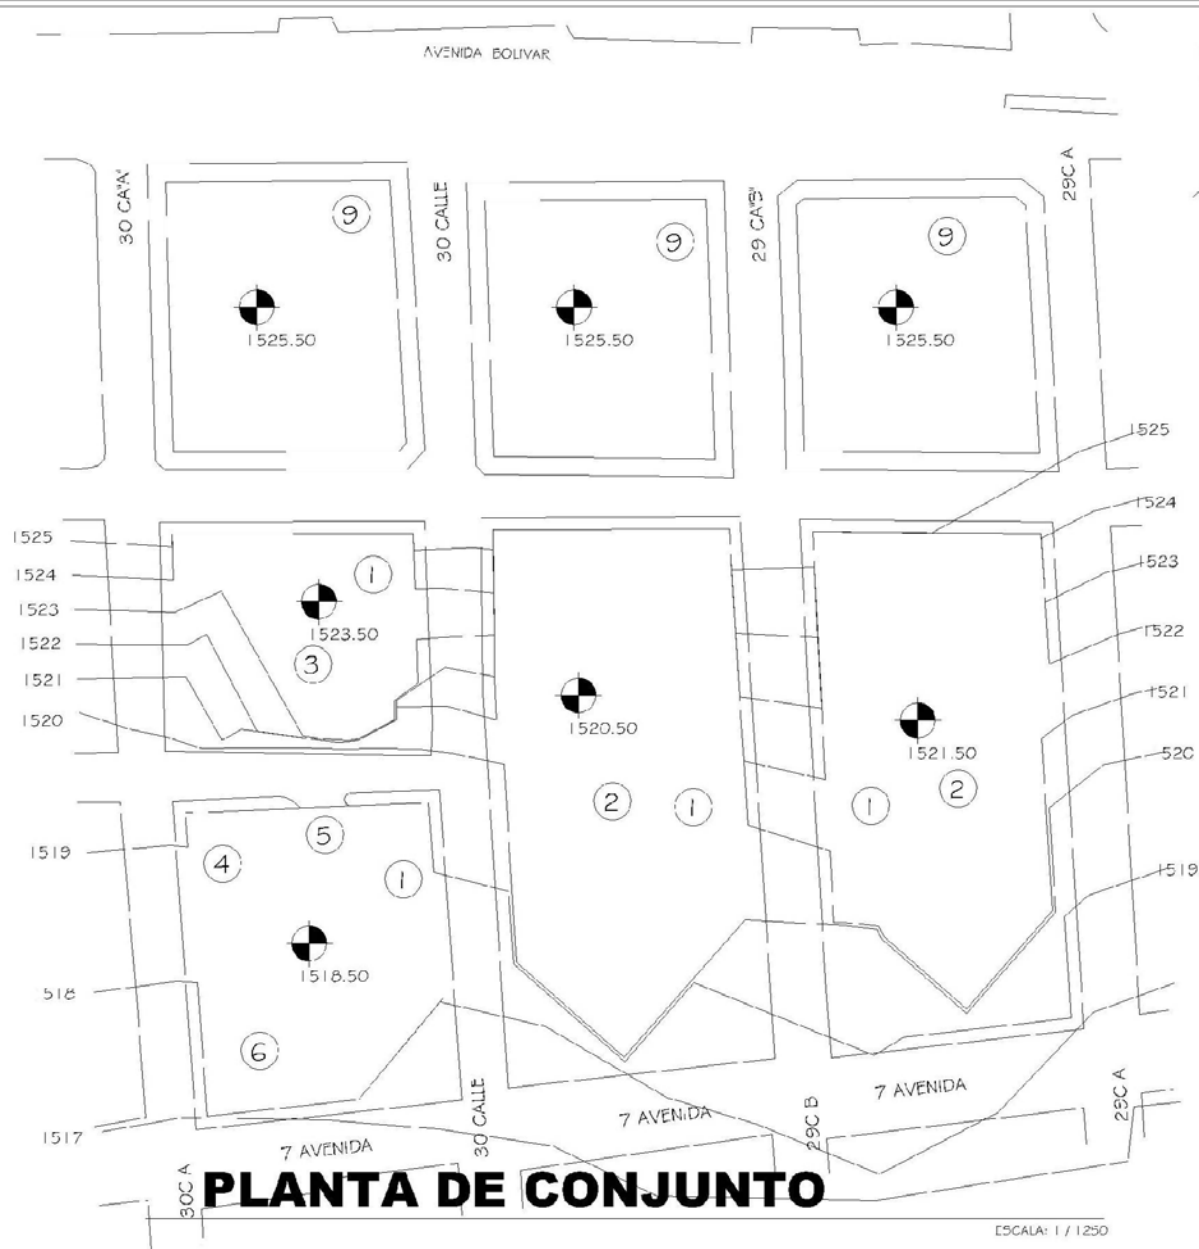 AVENIDA BOLIVAR
30 CA"A"
30 CALLE
29 CA"B"
29C A
9
9
9
1525.50
1525.50
1525.50
1525
1524
1523
1522
1521
1520
1519
518
1517
1525
1524
1523
1522
1521
520
1519
1
1523.50
3
1520.50
2
1
1521.50
1
2
5
4
1
1518.50
6
30 CALLE
7 AVENIDA
7 AVENIDA
7 AVENIDA
29C B
29C A
30C A
PLANTA DE CONJUNTO
ESCALA: 1 / 1250